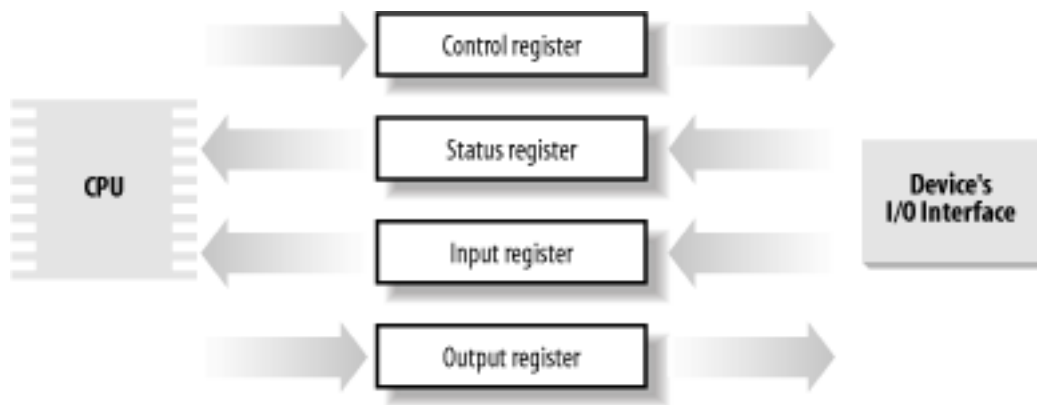 Control register
Status register
CPU
Device's
I/O Interface
Input register
Output register